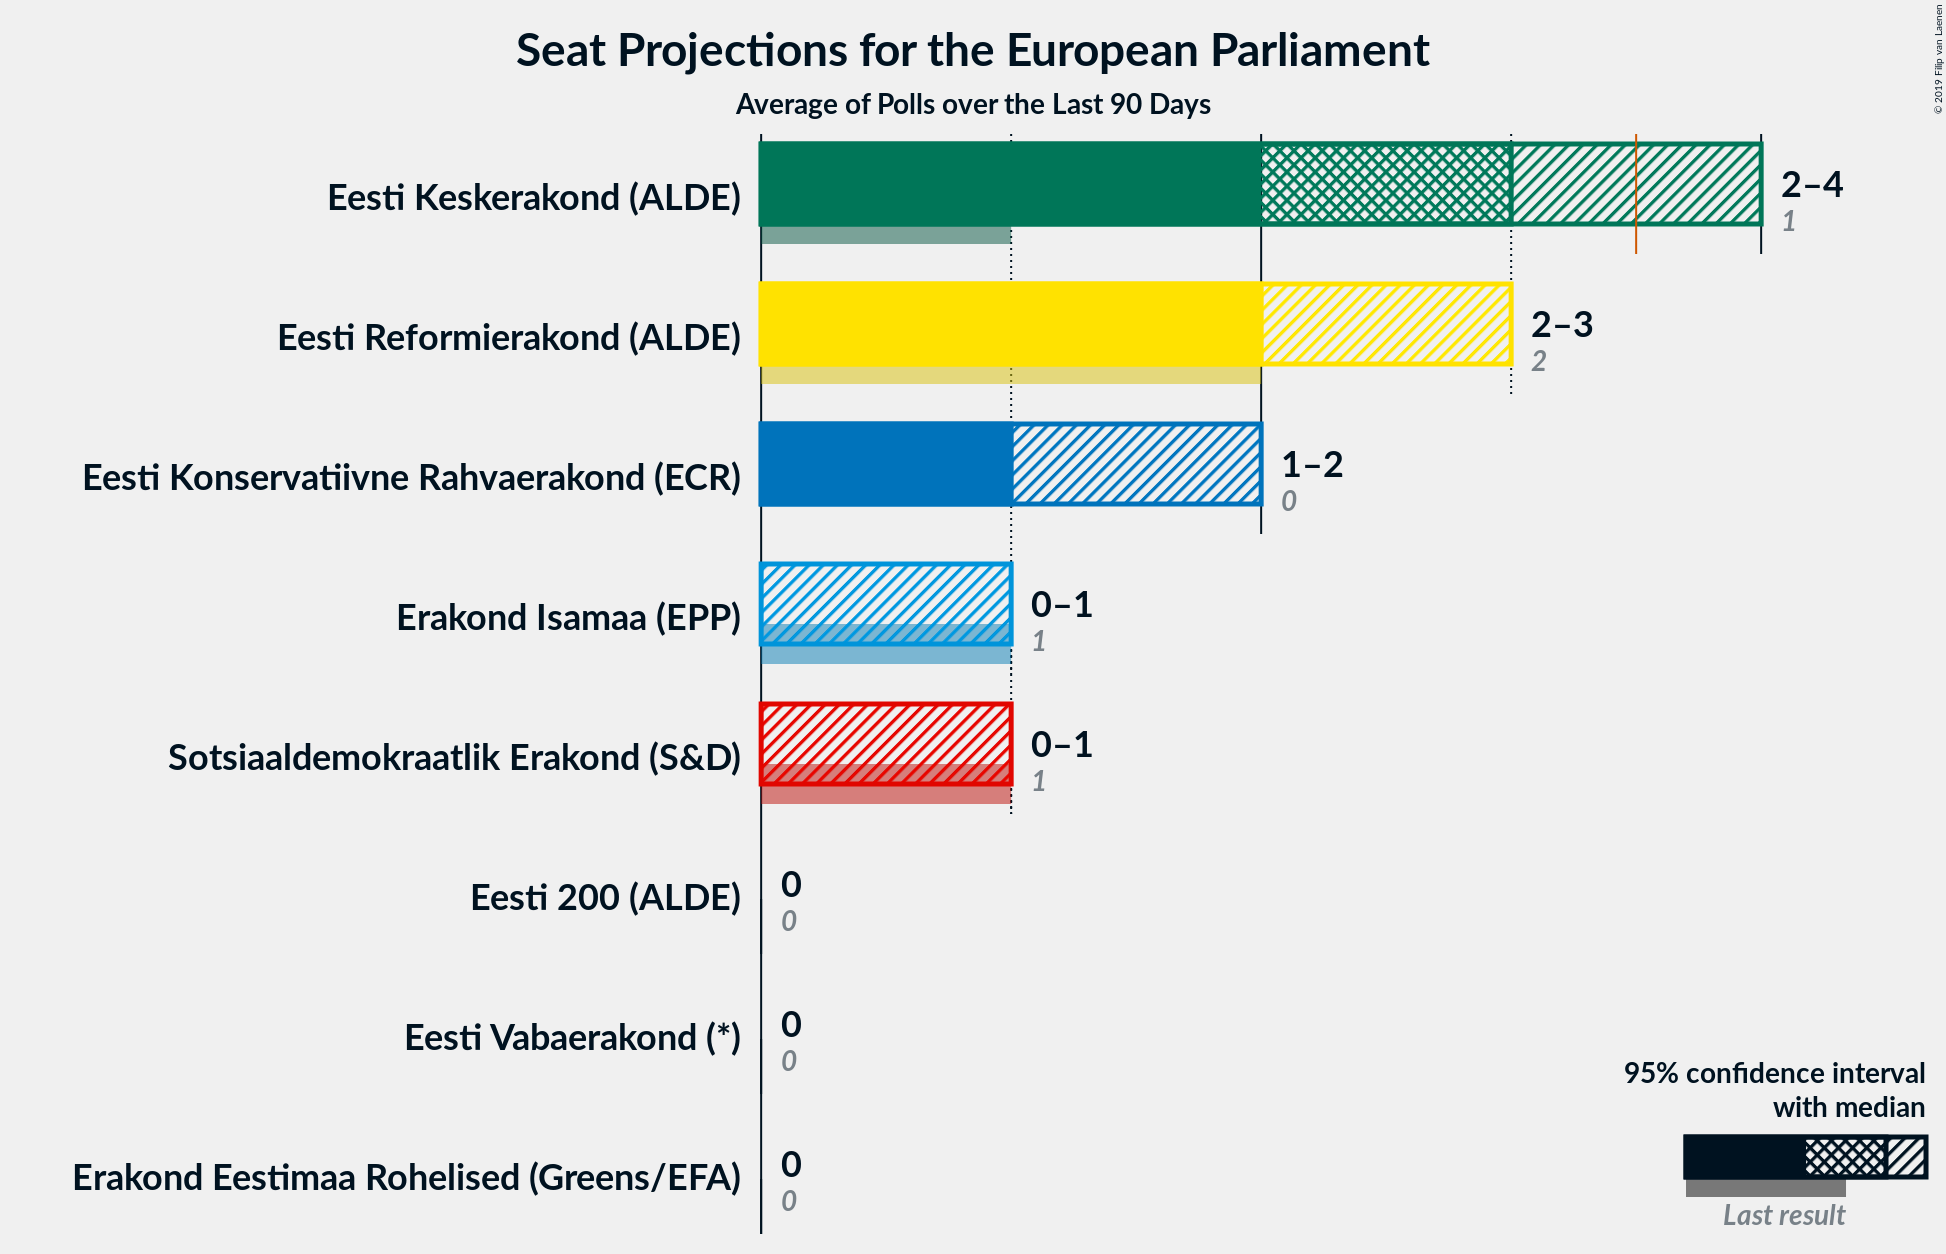 Seat Projections for the European Parliament
Average of Polls over the Last 90 Days
© 2019 Filip van Laenen
Eesti Keskerakond (ALDE)
2–4
1
Eesti Reformierakond (ALDE)
2–3
2
Eesti Konservatiivne Rahvaerakond (ECR)
1–2
0
Erakond Isamaa (EPP)
0–1
1
Sotsiaaldemokraatlik Erakond (S&D)
0–1
1
Eesti 200 (ALDE)
0
0
Eesti Vabaerakond (*)
0
0
Erakond Eestimaa Rohelised (Greens/EFA)
0
0
95% confidence interval
with median
Last result